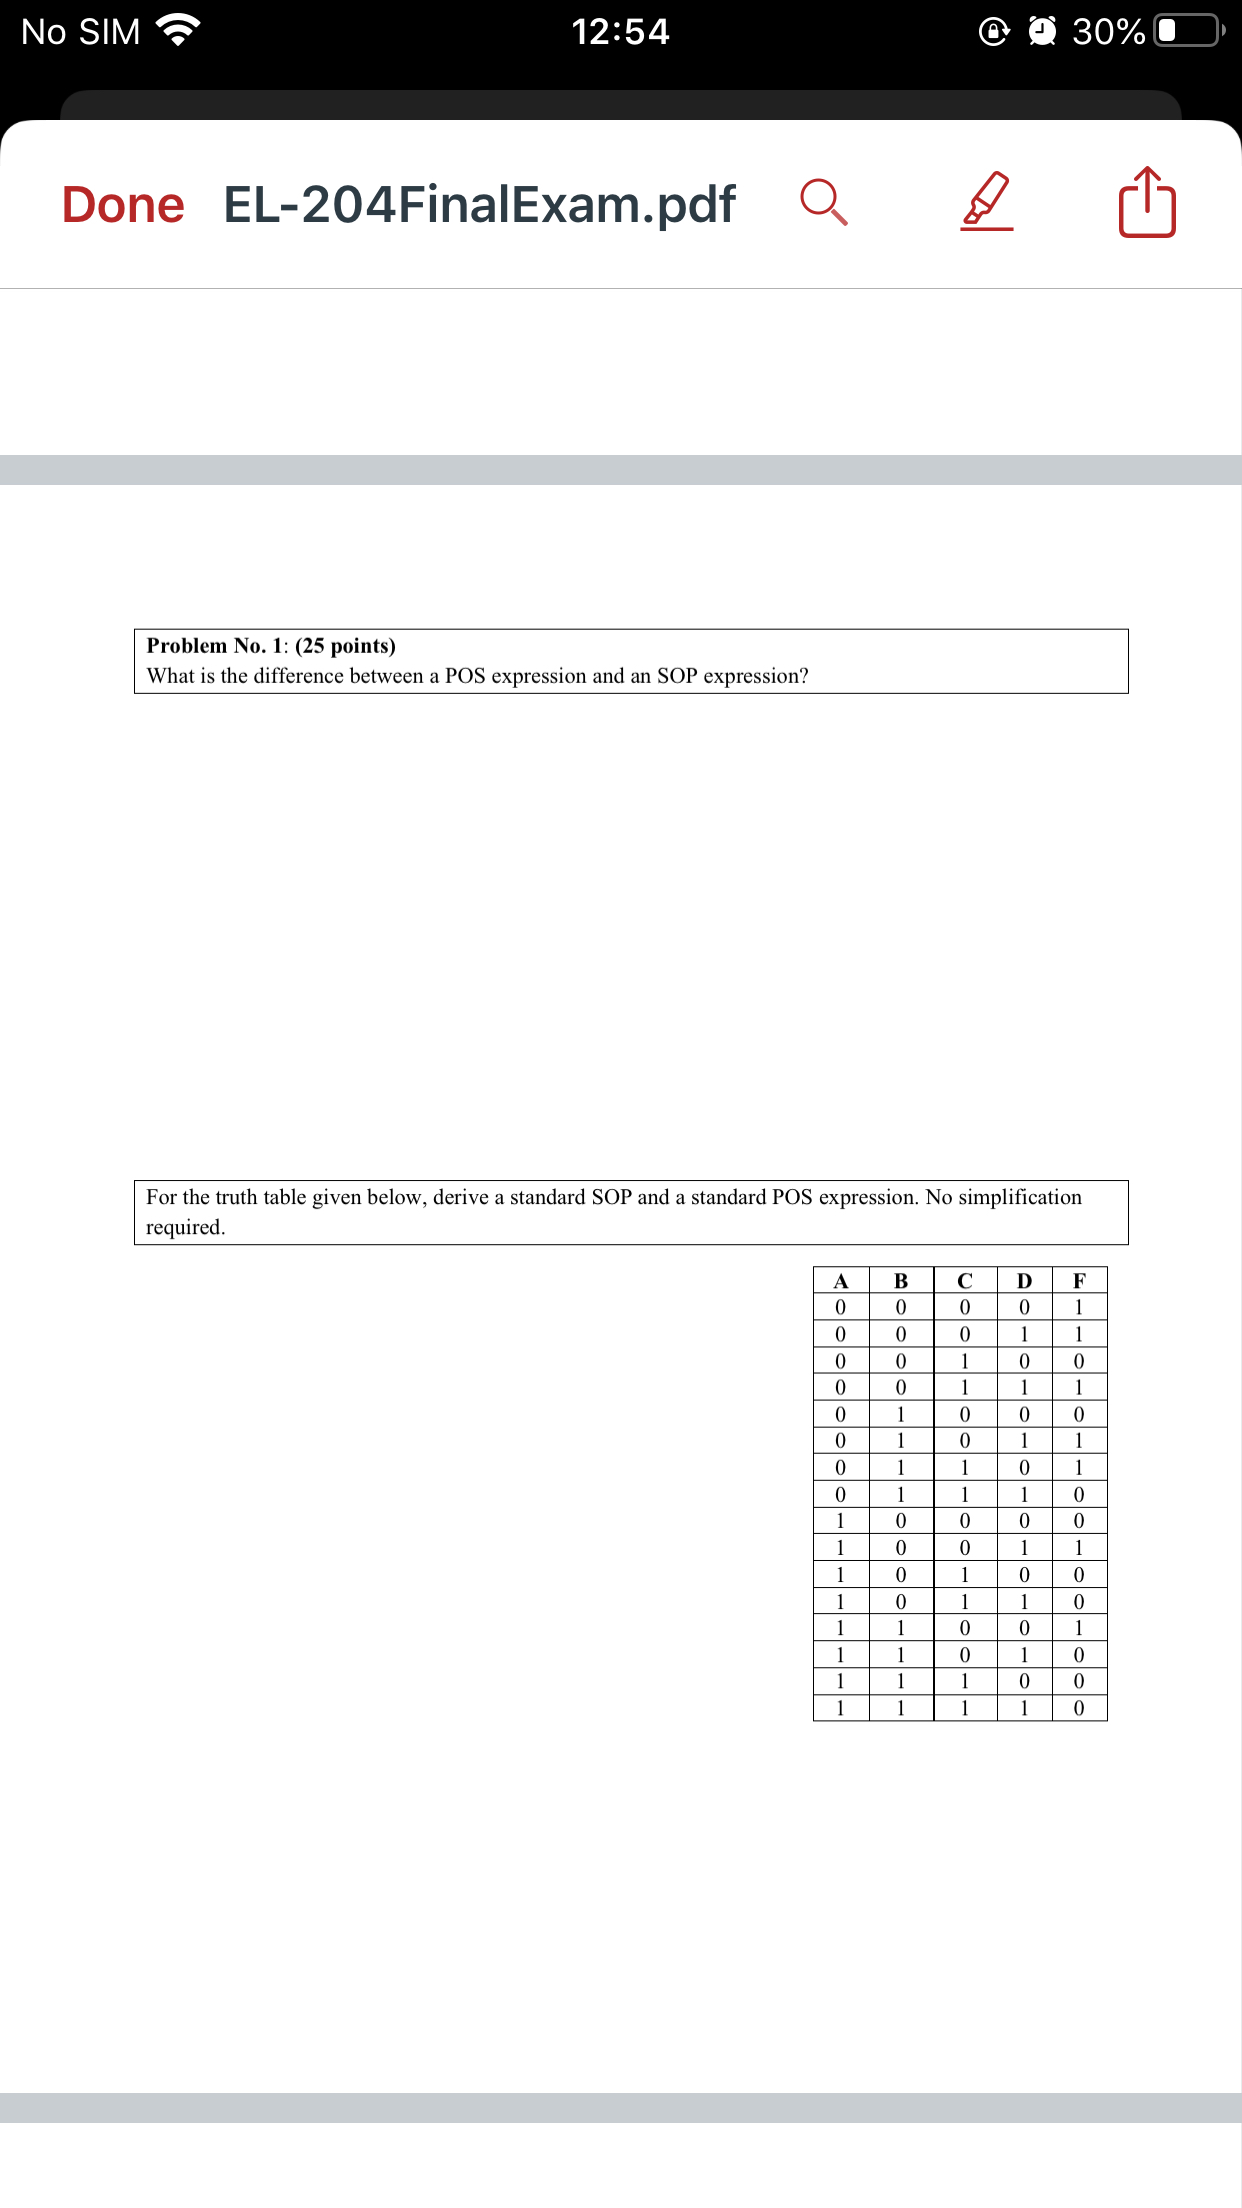 No SIM 12:54 30%
Done EL-204FinalExam.pdf
Problem No. 1: (25 points)
What is the difference between a POS expression and an SOP expression?
For the truth table given below, derive a standard SOP and a standard POS expression. No simplification
required.
A B C D F
0 0 0 0 1
0 0 0 1 1
0 0 1 0 0
0 0 1 1 1
0 1 0 0 0
0 1 0 1 1
0 1 1 0 1
0 1 1 1 0
1 0 0 0 0
1 0 0 1 1
1 0 1 0 0
1 0 1 1 0
1 1 0 0 1
1 1 0 1 0
1 1 1 0 0
1 1 1 1 0